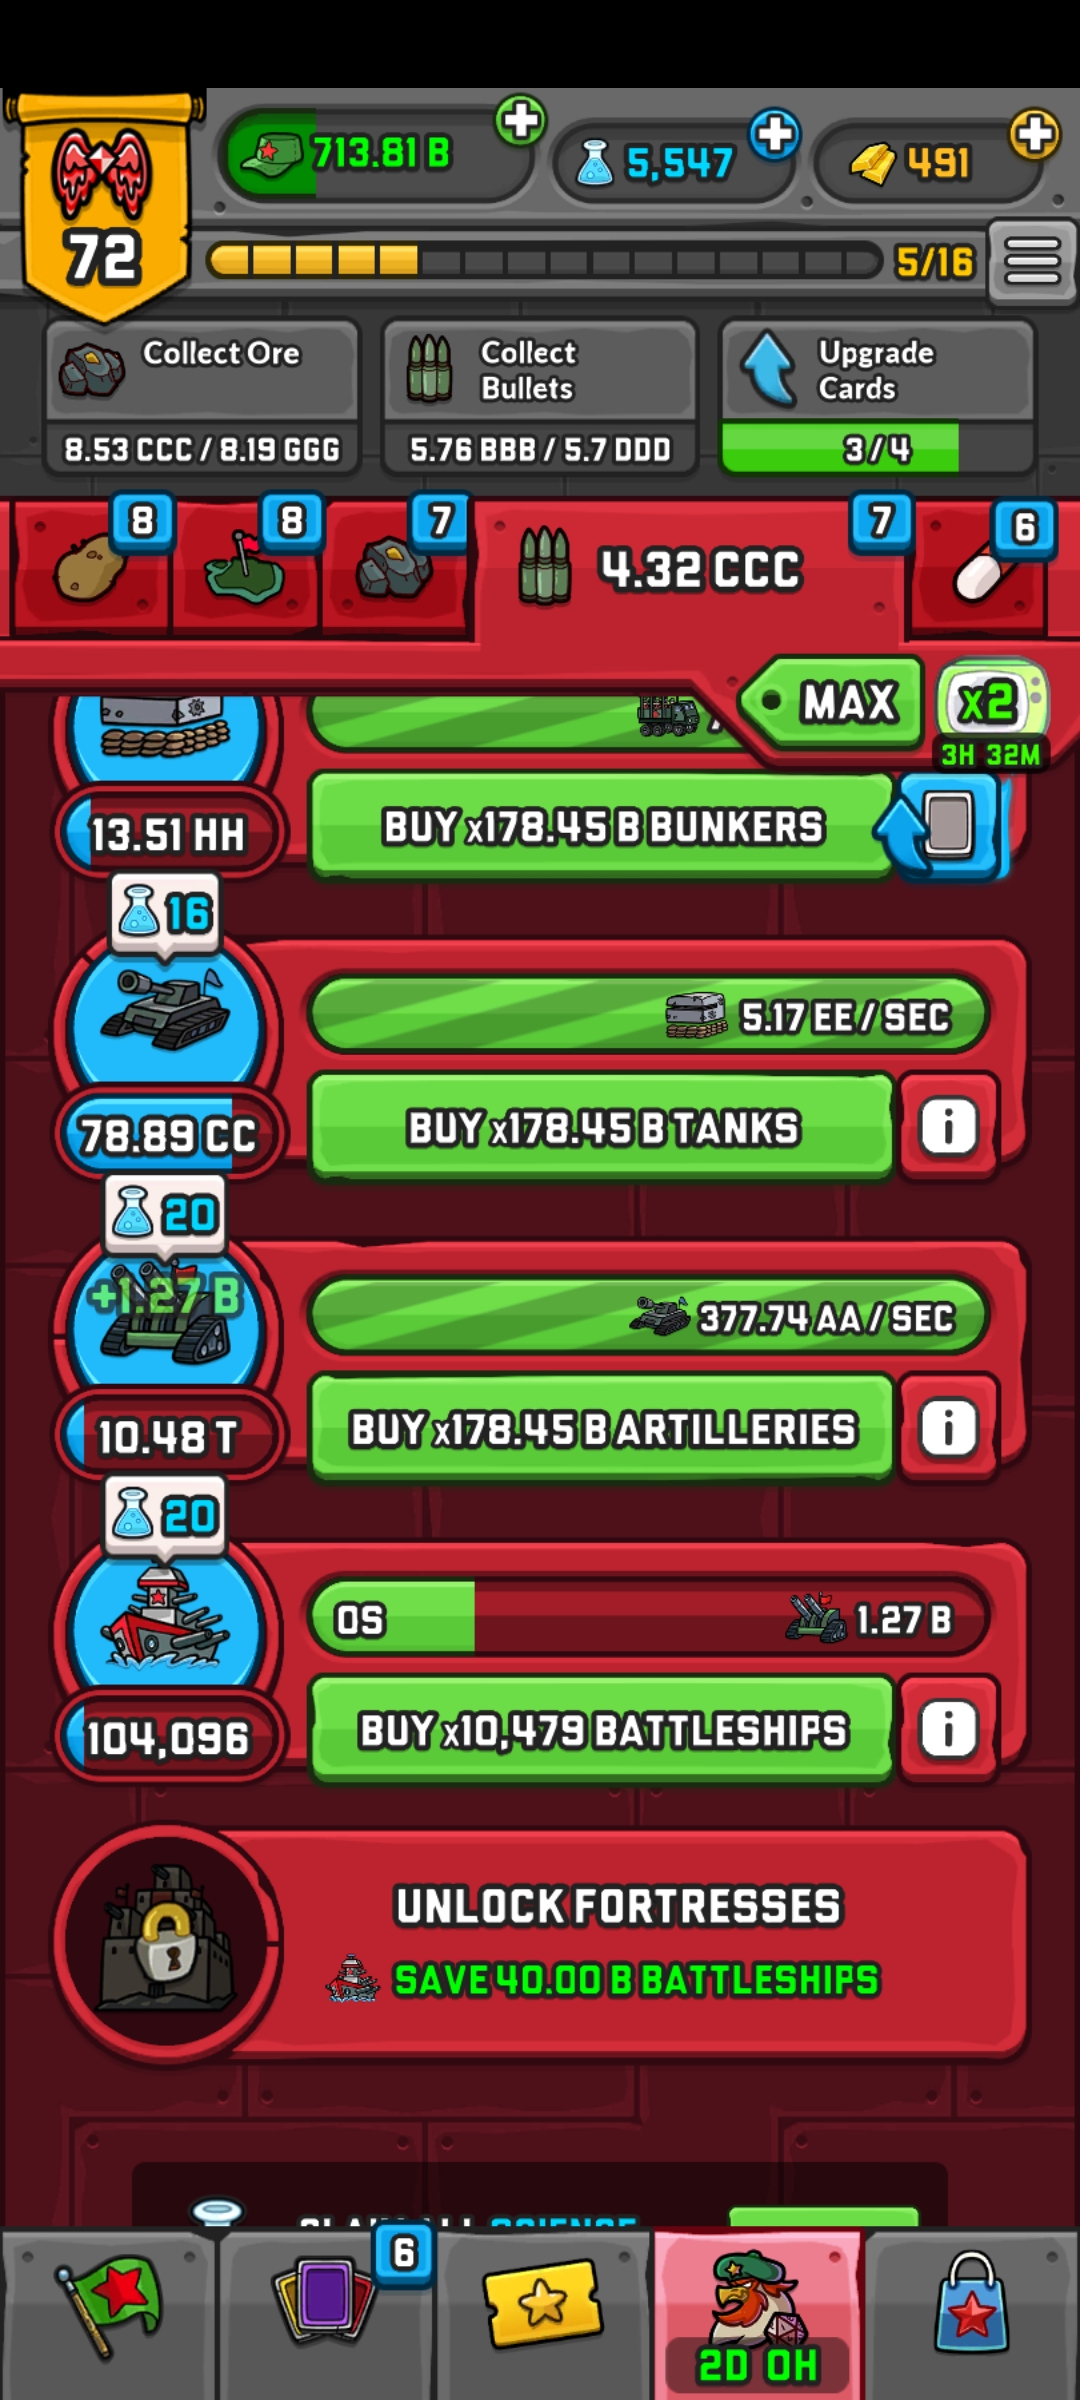 713.81 B
5,547
491
72
5/16
Collect Ore
8.53 CCC / 8.19 GGG
Collect
Bullets
5.76 BBB / 5.7 DDD
Upgrade
Cards
3/4
8
8
7
4.32 CCC
7
6
MAX
x2
3H 32M
13.51 HH
BUY x178.45 B BUNKERS
16
5.17 EE / SEC
78.89 CC
BUY x178.45 B TANKS
i
20
+1.27 B
377.74 AA / SEC
10.48 T
BUY x178.45 B ARTILLERIES
i
20
0S
1.27 B
104,096
BUY x10,479 BATTLESHIPS
i
UNLOCK FORTRESSES
SAVE 40.00 B BATTLESHIPS
6
2D 0H